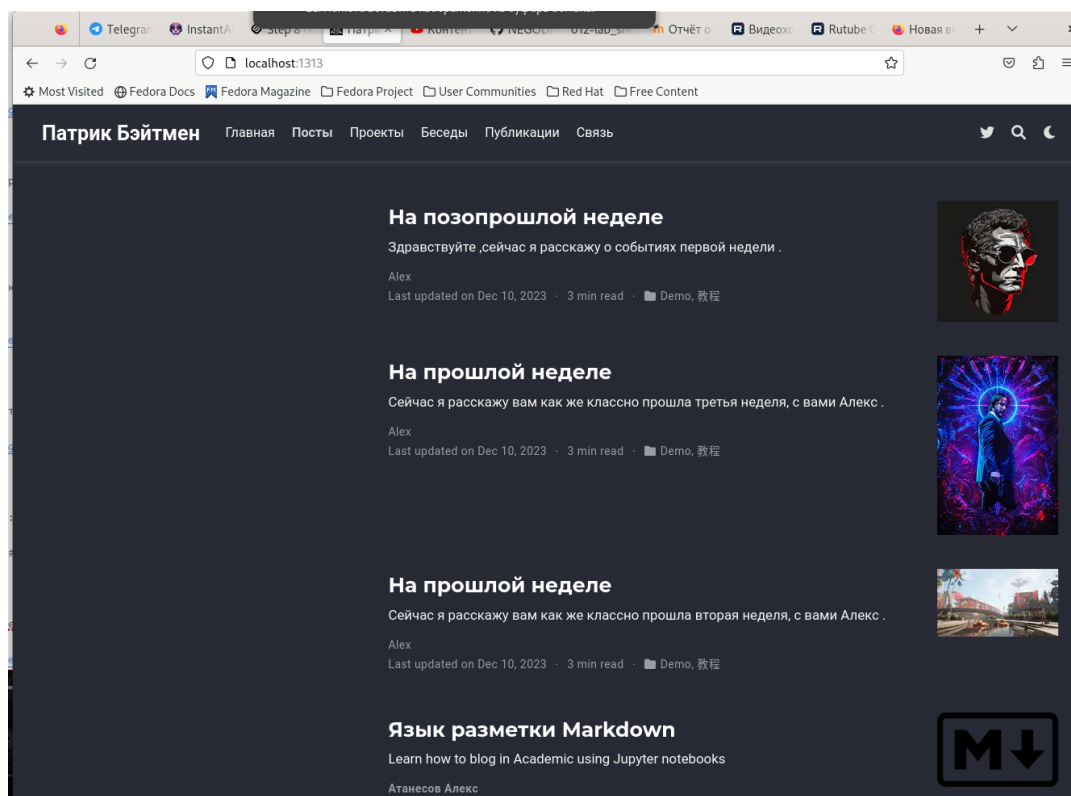 Telegram
InstantA
Step 8
Патри
Контент
012-lab_sh
Отчёт о
Видеохо
Rutube
Новая в
localhost:1313
Most Visited Fedora Docs Fedora Magazine Fedora Project User Communities Red Hat Free Content
Патрик Бэйтмен Главная Посты Проекты Беседы Публикации Связь
На позопрошлой неделе
Здравствуйте ,сейчас я расскажу о событиях первой недели .
Alex
Last updated on Dec 10, 2023 · 3 min read · Demo, 教程
На прошлой неделе
Сейчас я расскажу вам как же классно прошла третья неделя, с вами Алекс .
Alex
Last updated on Dec 10, 2023 · 3 min read · Demo, 教程
На прошлой неделе
Сейчас я расскажу вам как же классно прошла вторая неделя, с вами Алекс .
Alex
Last updated on Dec 10, 2023 · 3 min read · Demo, 教程
Язык разметки Markdown
Learn how to blog in Academic using Jupyter notebooks
Атанесов Алекс